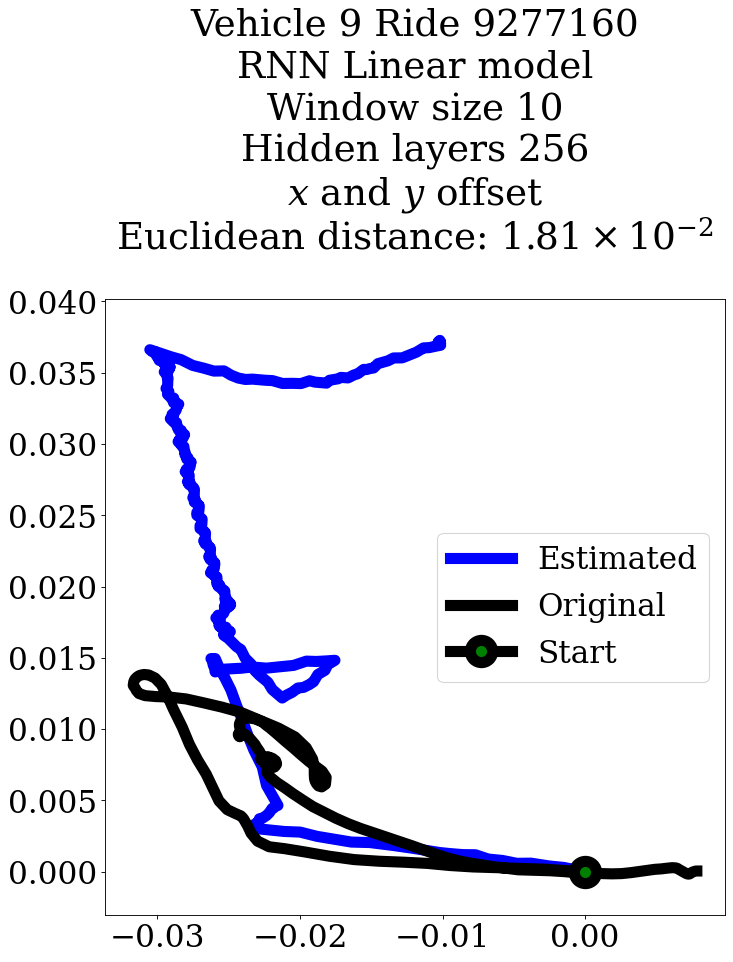 Vehicle 9 Ride 9277160
RNN Linear model
Window size 10
Hidden layers 256
x and y offset
Euclidean distance: 1.81 × 10⁻²
0.040
0.035
0.030
0.025
0.020
0.015
0.010
0.005
0.000
Estimated
Original
Start
−0.03 −0.02 −0.01 0.00